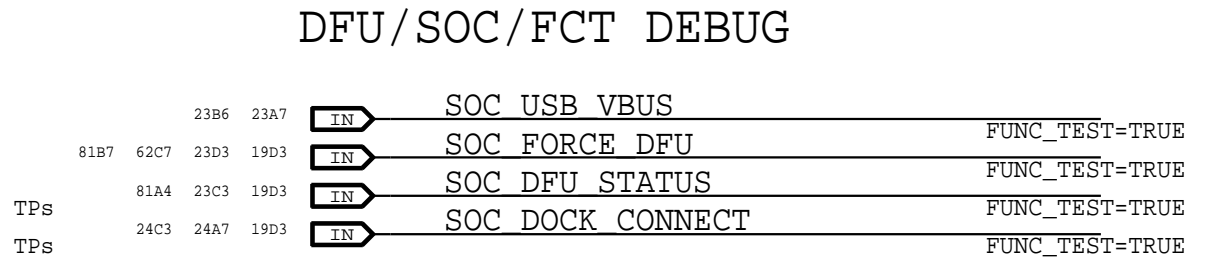 DFU/SOC/FCT DEBUG
23B6 23A7 IN SOC_USB_VBUS FUNC_TEST=TRUE
81B7 62C7 23D3 19D3 IN SOC_FORCE_DFU FUNC_TEST=TRUE
81A4 23C3 19D3 IN SOC_DFU_STATUS FUNC_TEST=TRUE
TPs 24C3 24A7 19D3 IN SOC_DOCK_CONNECT FUNC_TEST=TRUE
TPs